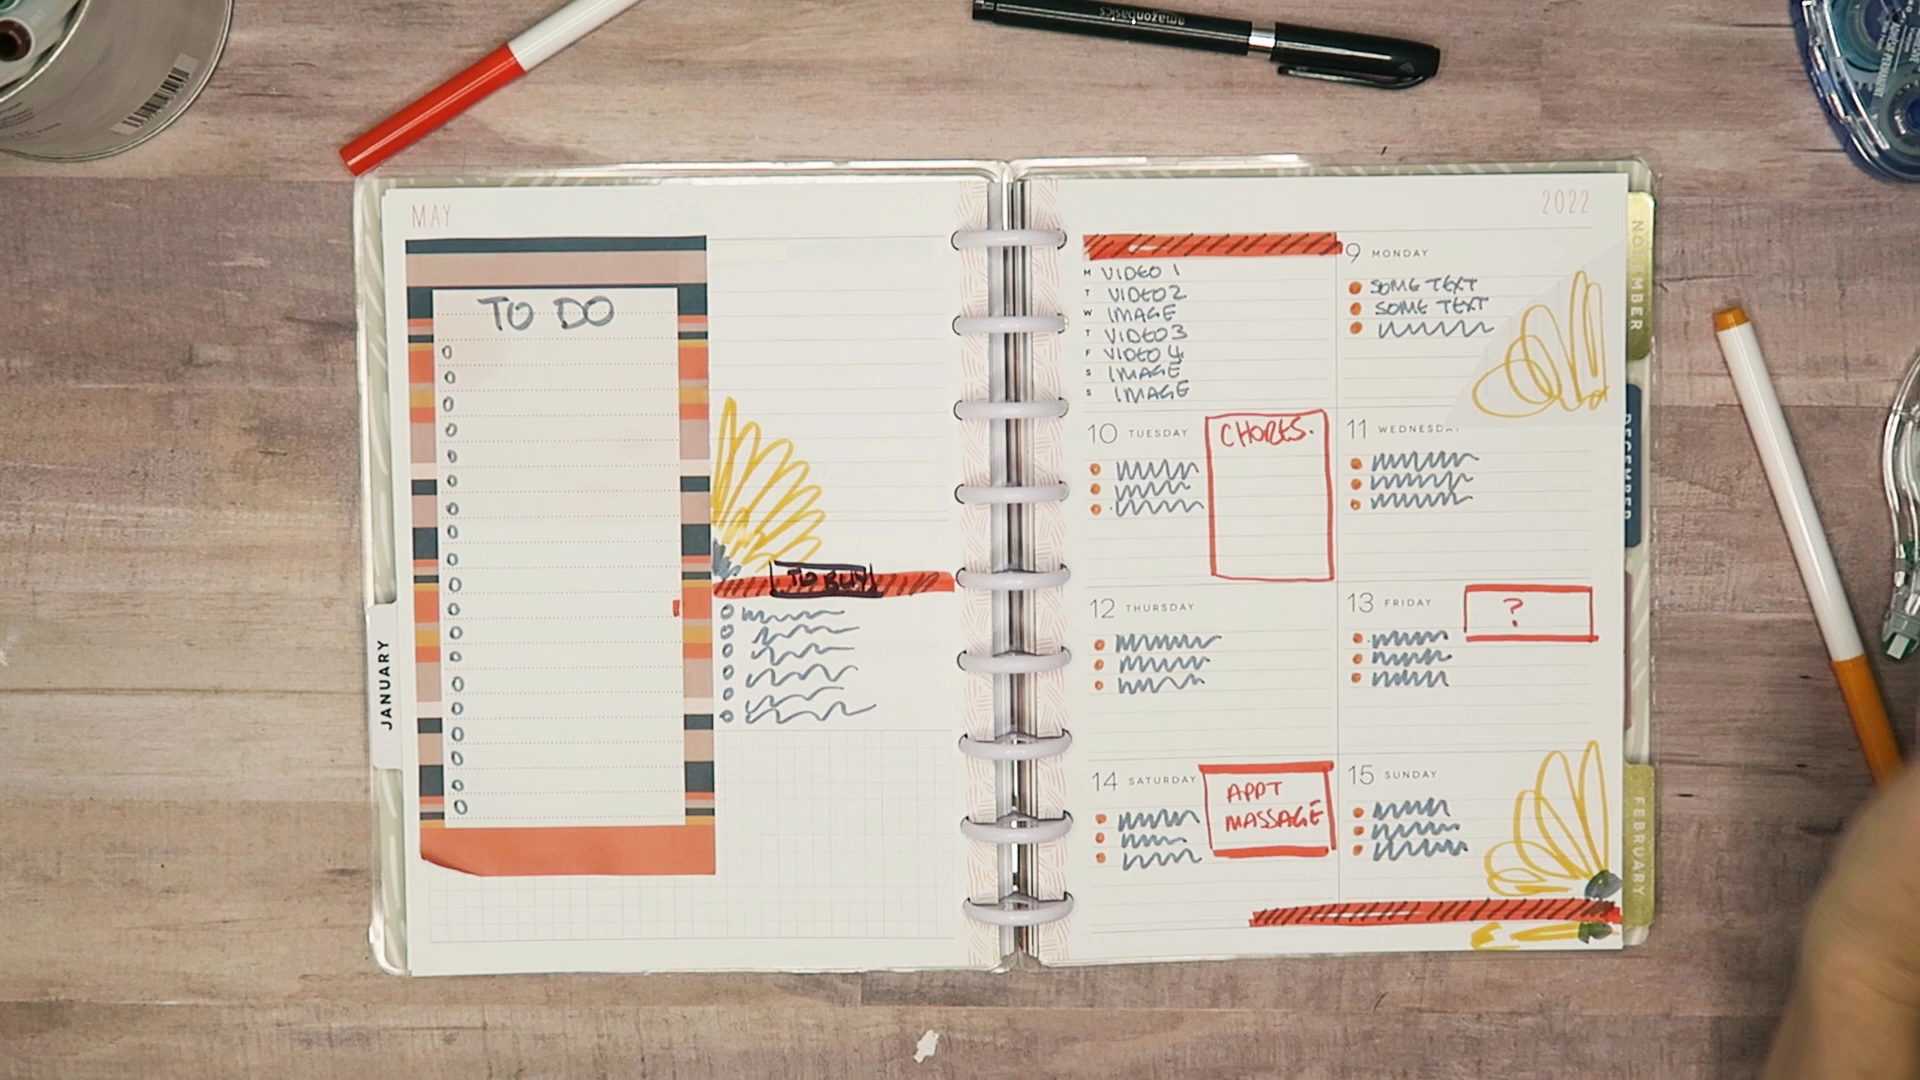 amazonbasics
MAY
TO DO
TO BUY
JANUARY
2022
M VIDEO 1
T VIDEO 2
W IMAGE
T VIDEO 3
F VIDEO 4
S IMAGE
S IMAGE
9 MONDAY
SOME TEXT
SOME TEXT
10 TUESDAY
CHORES.
11
12 THURSDAY
13 FRIDAY
?
14 SATURDAY
APPT
MASSAGE
15 SUNDAY
DECEMBER
FEBRUARY